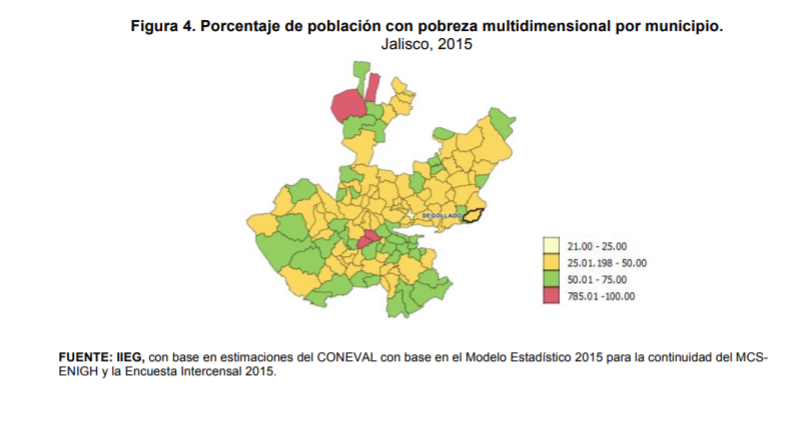 Figura 4. Porcentaje de población con pobreza multidimensional por municipio.
Jalisco, 2015
DEGOLLADO
21.00 - 25.00
25.01.198 - 50.00
50.01 - 75.00
785.01 -100.00
FUENTE: IIEG, con base en estimaciones del CONEVAL con base en el Modelo Estadístico 2015 para la continuidad del MCS-
ENIGH y la Encuesta Intercensal 2015.